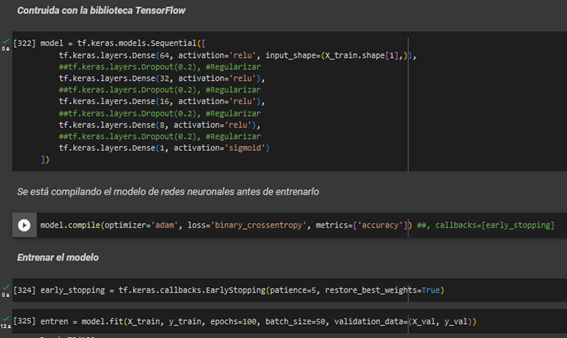 Contruida con la biblioteca TensorFlow
[322] model = tf.keras.models.Sequential([
0 s
tf.keras.layers.Dense(64, activation='relu', input_shape=(X_train.shape[1],)),
##tf.keras.layers.Dropout(0.2), #Regularizar
tf.keras.layers.Dense(32, activation='relu'),
##tf.keras.layers.Dropout(0.2), #Regularizar
tf.keras.layers.Dense(16, activation='relu'),
##tf.keras.layers.Dropout(0.2), #Regularizar
tf.keras.layers.Dense(8, activation='relu'),
##tf.keras.layers.Dropout(0.2), #Regularizar
tf.keras.layers.Dense(1, activation='sigmoid')
])
Se está compilando el modelo de redes neuronales antes de entrenarlo
model.compile(optimizer='adam', loss='binary_crossentropy', metrics=['accuracy']) ##, callbacks=[early_stopping]
Entrenar el modelo
[324] early_stopping = tf.keras.callbacks.EarlyStopping(patience=5, restore_best_weights=True)
0 s
[325] entren = model.fit(X_train, y_train, epochs=100, batch_size=50, validation_data=(X_val, y_val))
12 s